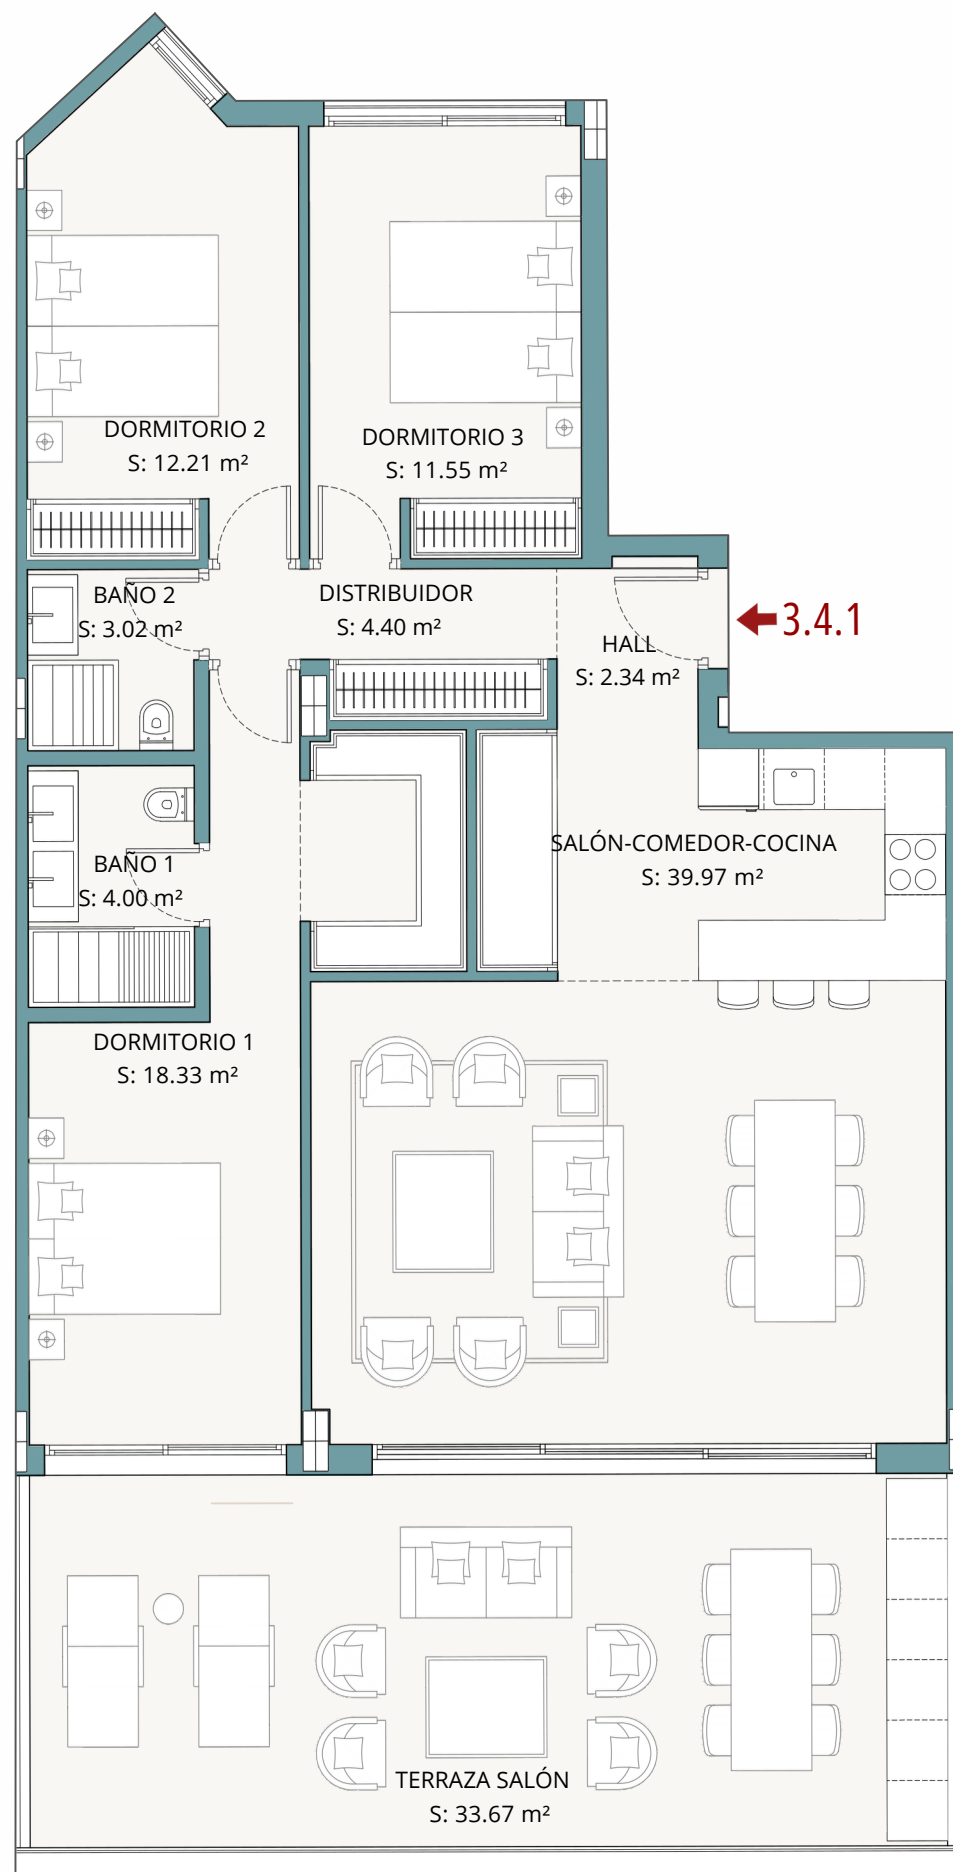 DORMITORIO 2
S: 12.21 m²
DORMITORIO 3
S: 11.55 m²
BAÑO 2
S: 3.02 m²
DISTRIBUIDOR
S: 4.40 m²
3.4.1
HALL
S: 2.34 m²
SALÓN-COMEDOR-COCINA
S: 39.97 m²
BAÑO 1
S: 4.00 m²
DORMITORIO 1
S: 18.33 m²
TERRAZA SALÓN
S: 33.67 m²